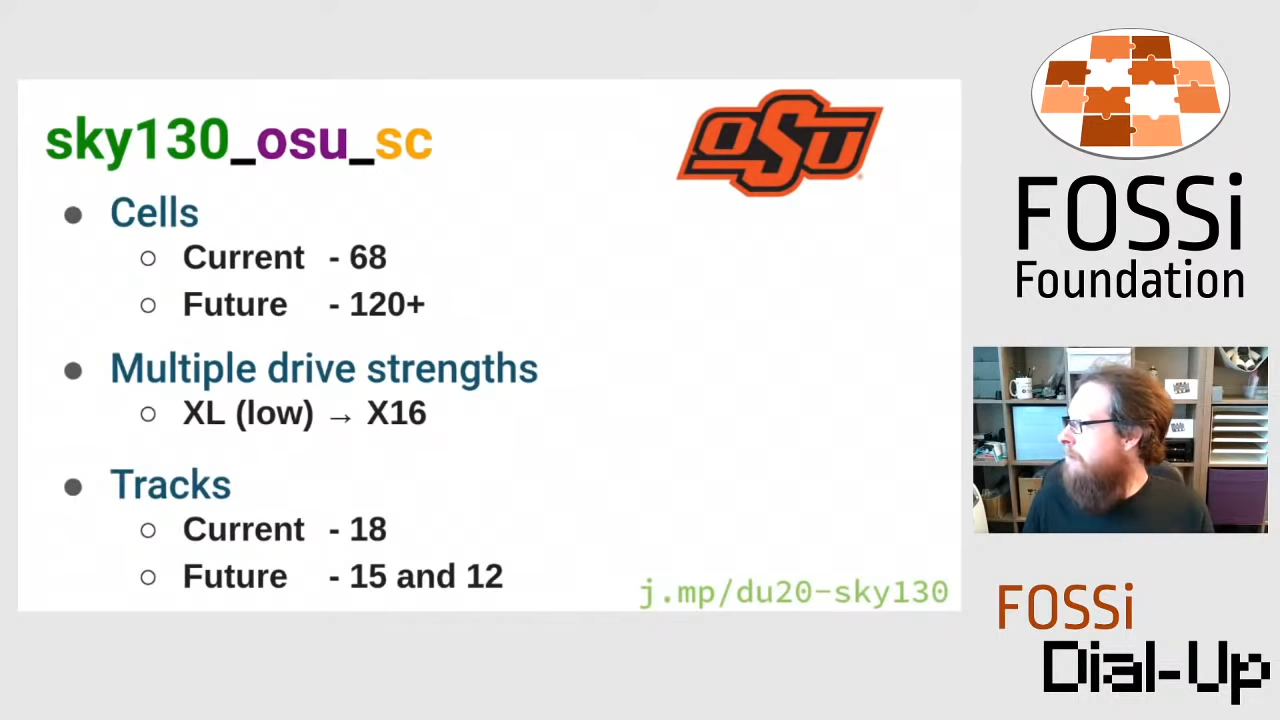 sky130_osu_sc
OSU
● Cells
○ Current - 68
○ Future - 120+
● Multiple drive strengths
○ XL (low) → X16
● Tracks
○ Current - 18
○ Future - 15 and 12
j.mp/du20-sky130
FOSSi
Foundation
FOSSi
Dial-Up